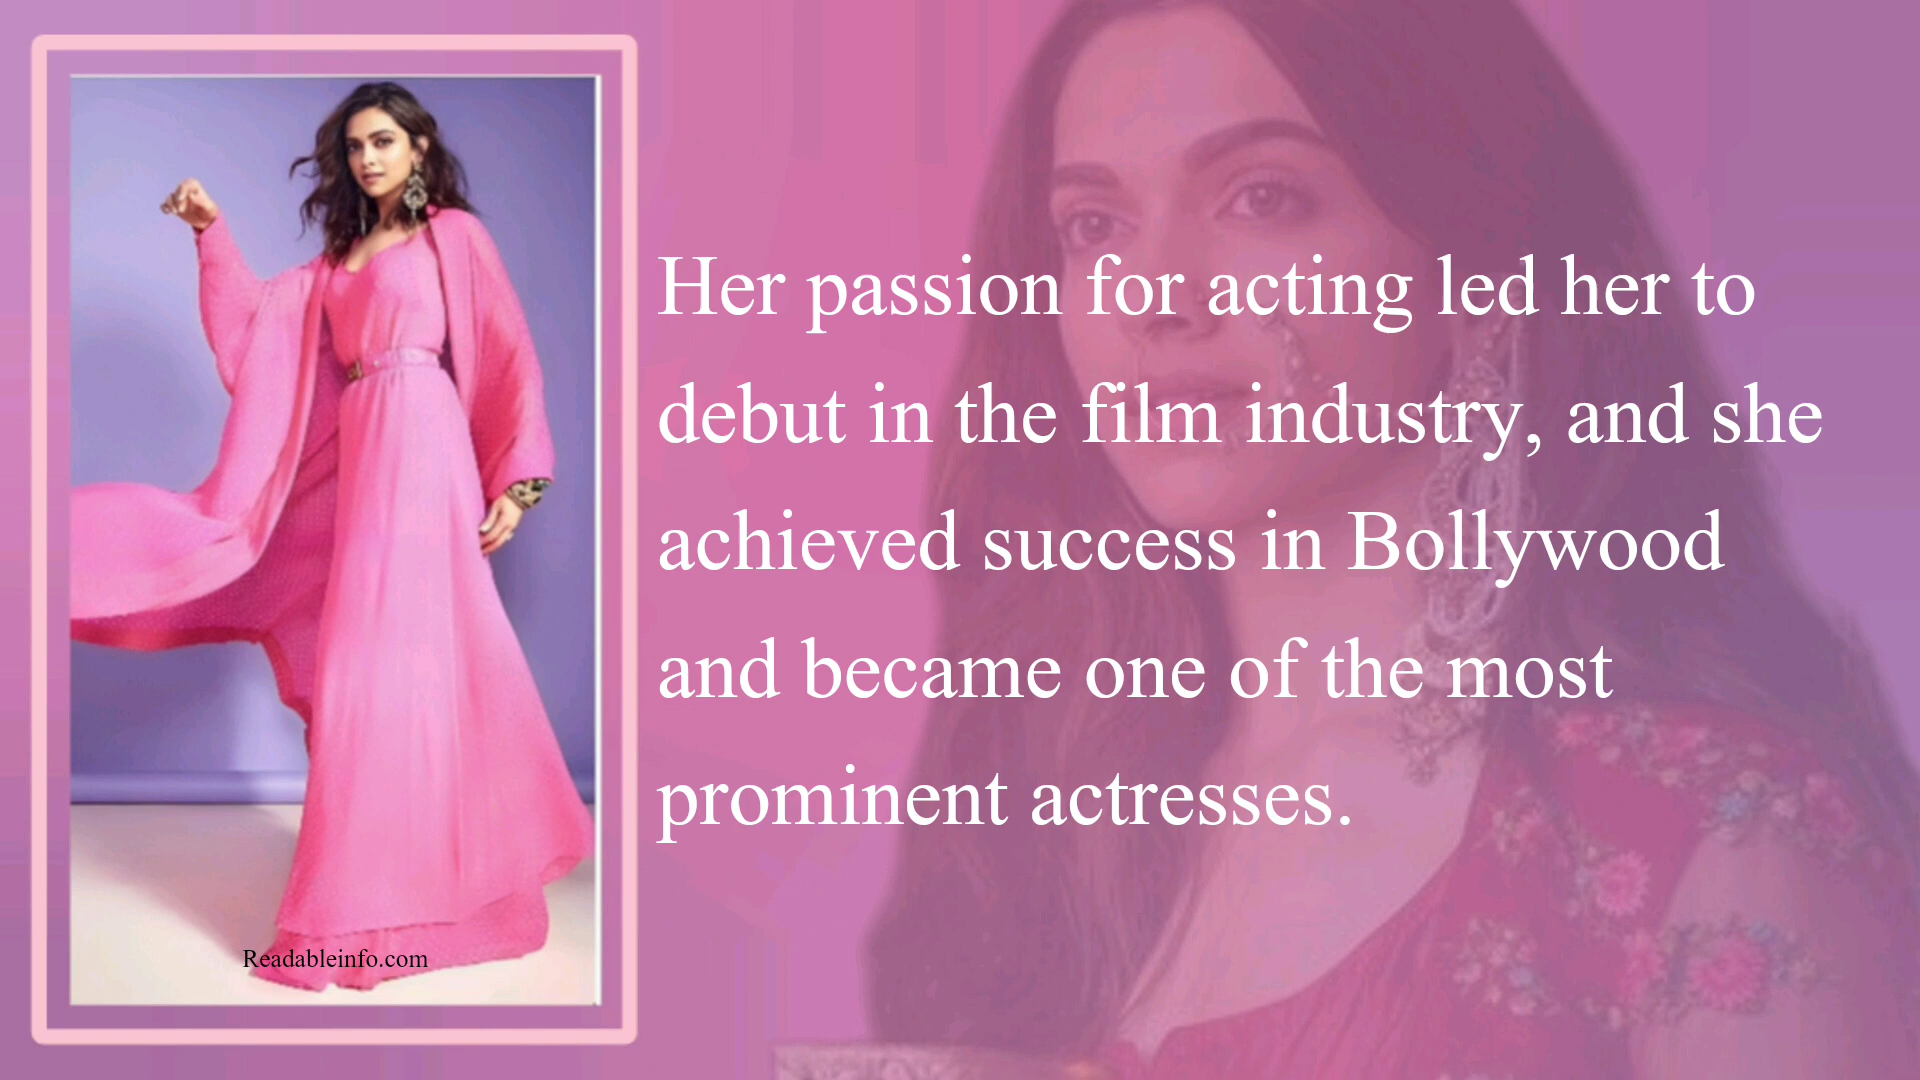 Her passion for acting led her to
debut in the film industry, and she
achieved success in Bollywood
and became one of the most
prominent actresses.
Readableinfo.com